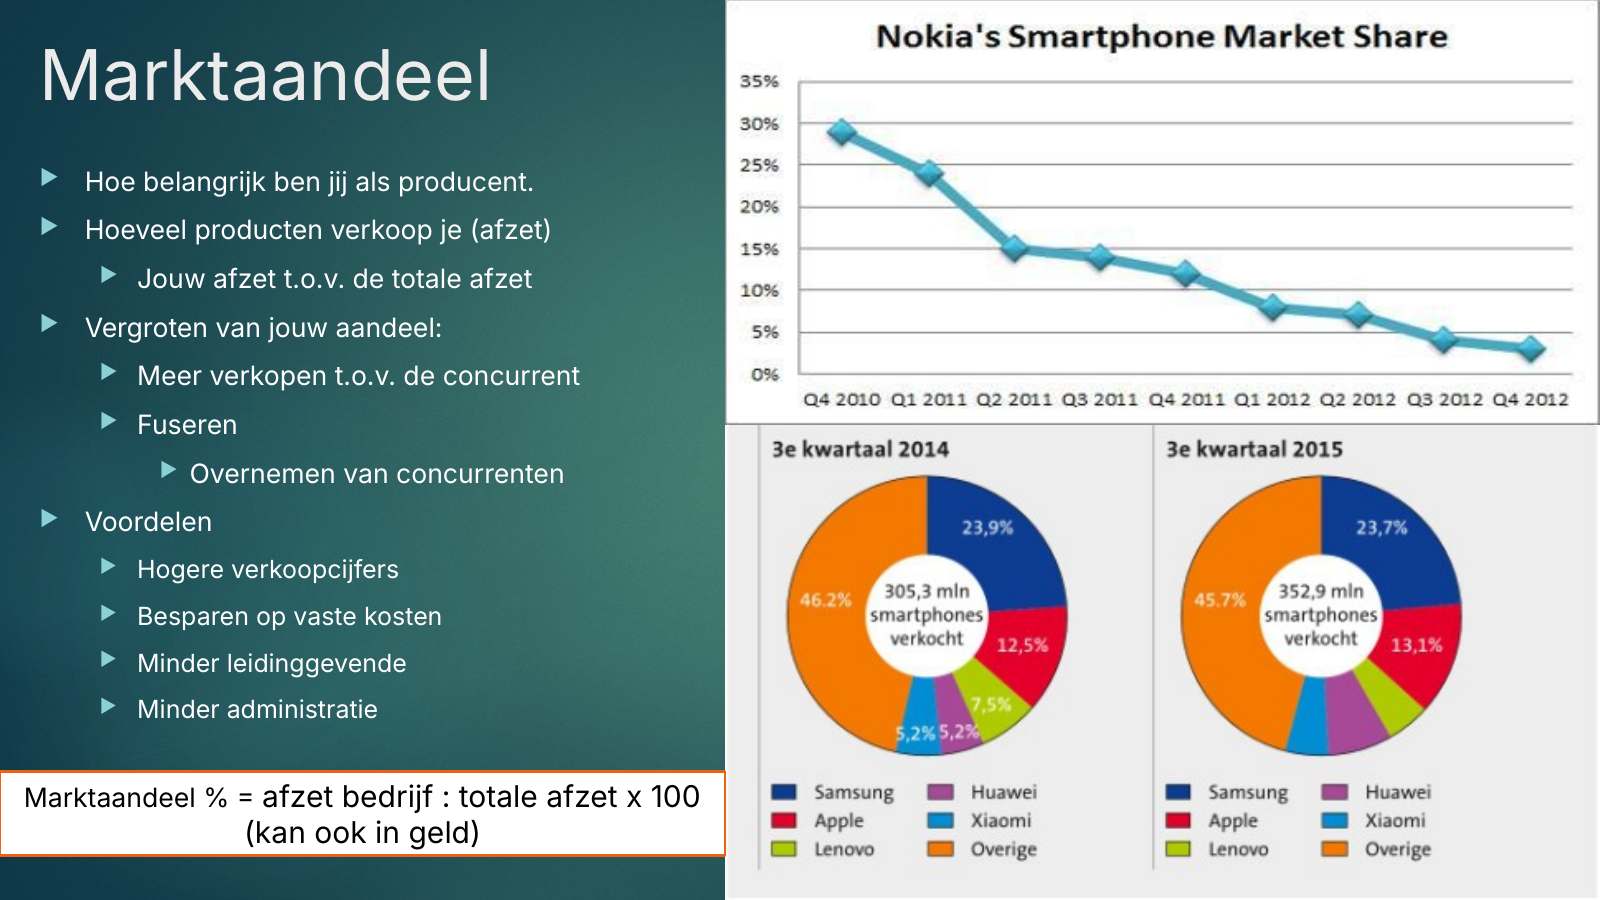 Marktaandeel
Hoe belangrijk ben jij als producent.
Hoeveel producten verkoop je (afzet)
Jouw afzet t.o.v. de totale afzet
Vergroten van jouw aandeel:
Meer verkopen t.o.v. de concurrent
Fuseren
Overnemen van concurrenten
Voordelen
Hogere verkoopcijfers
Besparen op vaste kosten
Minder leidinggevende
Minder administratie
Marktaandeel % = afzet bedrijf : totale afzet x 100
(kan ook in geld)
Nokia's Smartphone Market Share
35%
30%
25%
20%
15%
10%
5%
0%
Q4 2010 Q1 2011 Q2 2011 Q3 2011 Q4 2011 Q1 2012 Q2 2012 Q3 2012 Q4 2012
3e kwartaal 2014
23,9%
46.2%
305,3 mln
smartphones
verkocht
12,5%
7,5%
5,2% 5,2%
Samsung Huawei
Apple Xiaomi
Lenovo Overige
3e kwartaal 2015
23,7%
45.7%
352,9 mln
smartphones
verkocht
13,1%
Samsung Huawei
Apple Xiaomi
Lenovo Overige